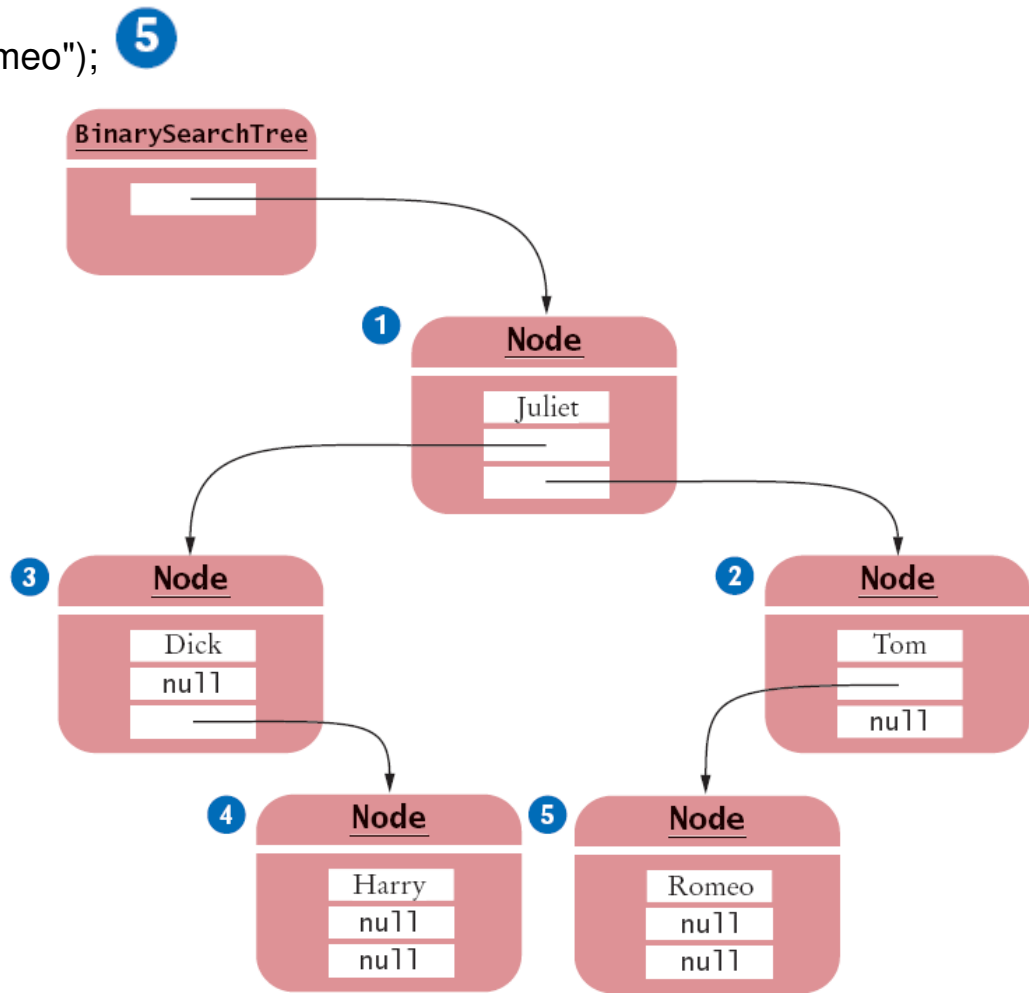 meo"); 5
BinarySearchTree
1
Node
Juliet
3
Node
Dick
null
2
Node
Tom
null
4
Node
Harry
null
null
5
Node
Romeo
null
null